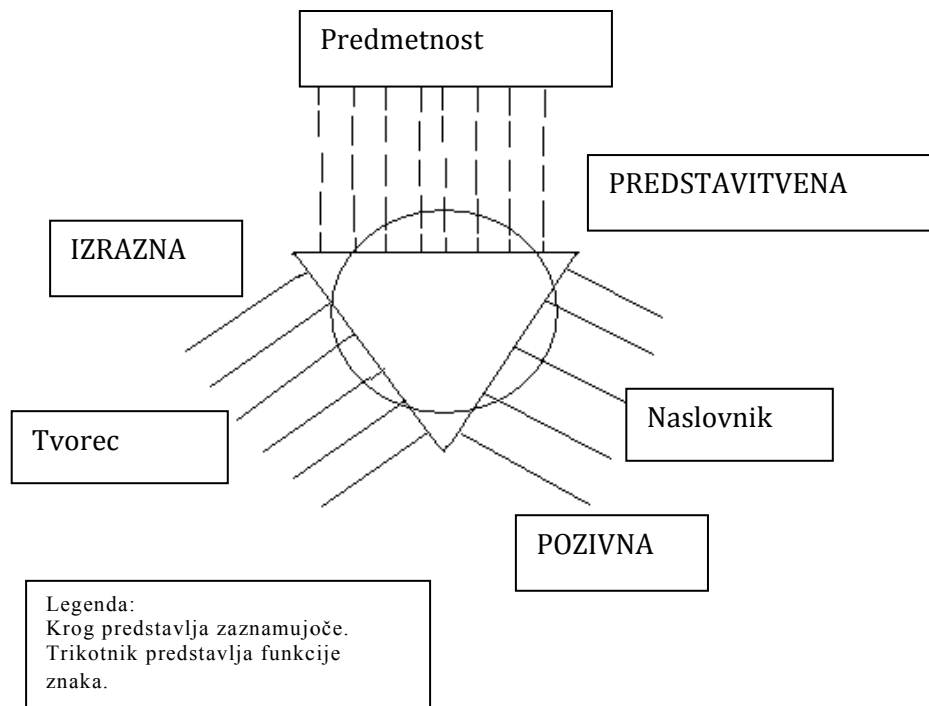 Predmetnost
PREDSTAVITVENA
IZRAZNA
Tvorec
Naslovnik
POZIVNA
Legenda:
Krog predstavlja zaznamujoče.
Trikotnik predstavlja funkcije
znaka.